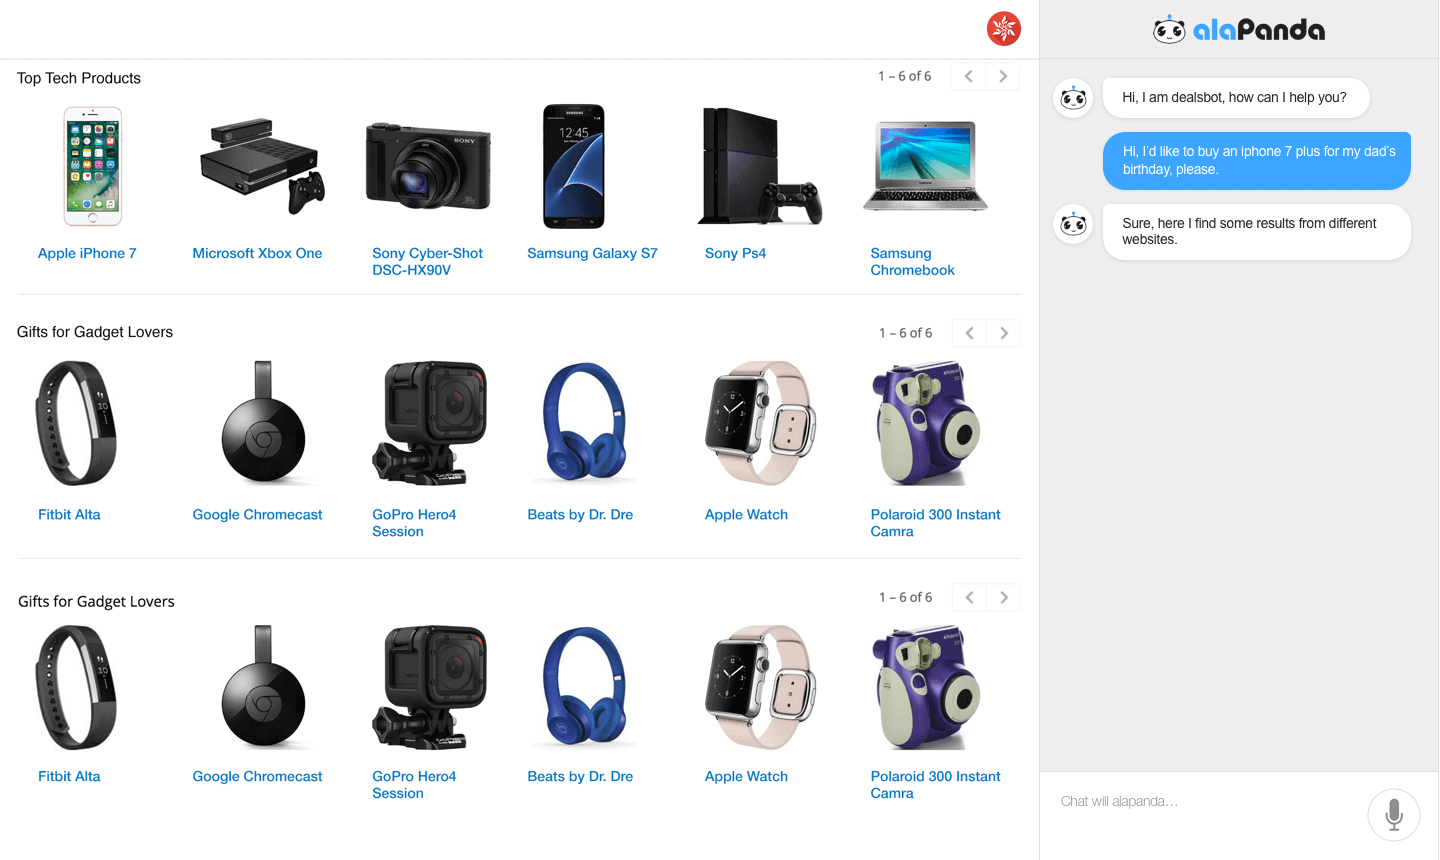 alaPanda
Top Tech Products
1 – 6 of 6
SONY
SAMSUNG
12:45
Apple iPhone 7
Microsoft Xbox One
Sony Cyber-Shot
DSC-HX90V
Samsung Galaxy S7
Sony Ps4
Samsung
Chromebook
Gifts for Gadget Lovers
1 – 6 of 6
Fitbit Alta
Google Chromecast
GoPro Hero4
Session
Beats by Dr. Dre
Apple Watch
Polaroid 300 Instant
Camra
Gifts for Gadget Lovers
1 – 6 of 6
Fitbit Alta
Google Chromecast
GoPro Hero4
Session
Beats by Dr. Dre
Apple Watch
Polaroid 300 Instant
Camra
Hi, I am dealsbot, how can I help you?
Hi, I’d like to buy an iphone 7 plus for my dad’s
birthday, please.
Sure, here I find some results from different
websites.
Chat will alapanda…